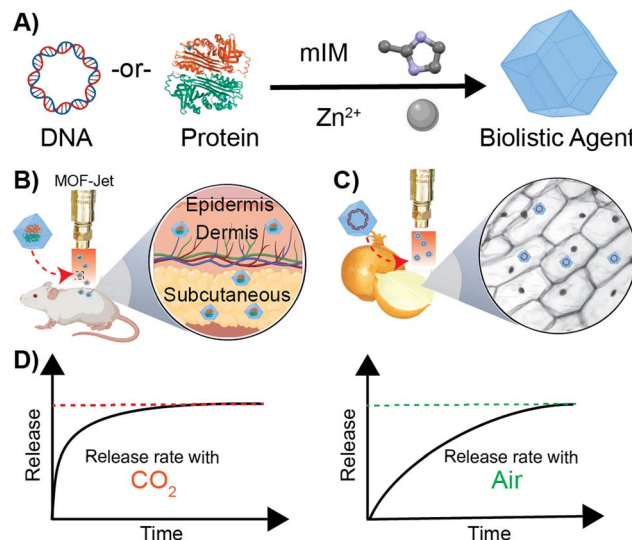 A)
DNA
-or-
Protein
mIM
Zn²⁺
Biolistic Agent
B)
MOF-Jet
Epidermis
Dermis
Subcutaneous
C)
D)
Release
Release rate with
CO₂
Time
Release
Release rate with
Air
Time